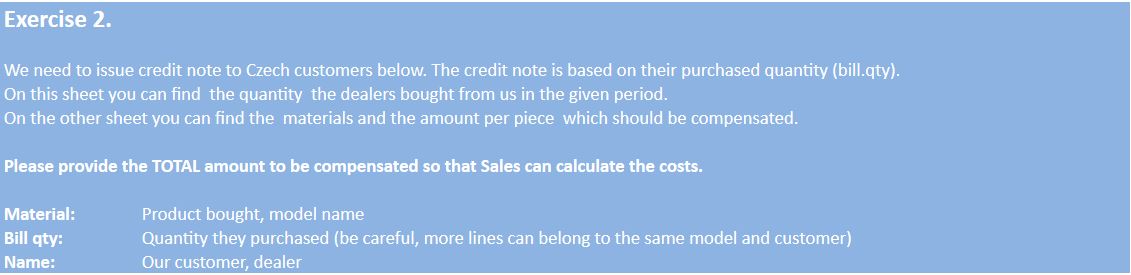 Exercise 2.
We need to issue credit note to Czech customers below. The credit note is based on their purchased quantity (bill.qty).
On this sheet you can find  the quantity  the dealers bought from us in the given period.
On the other sheet you can find the  materials and the amount per piece  which should be compensated.
Please provide the TOTAL amount to be compensated so that Sales can calculate the costs.
Material: Product bought, model name
Bill qty: Quantity they purchased (be careful, more lines can belong to the same model and customer)
Name: Our customer, dealer